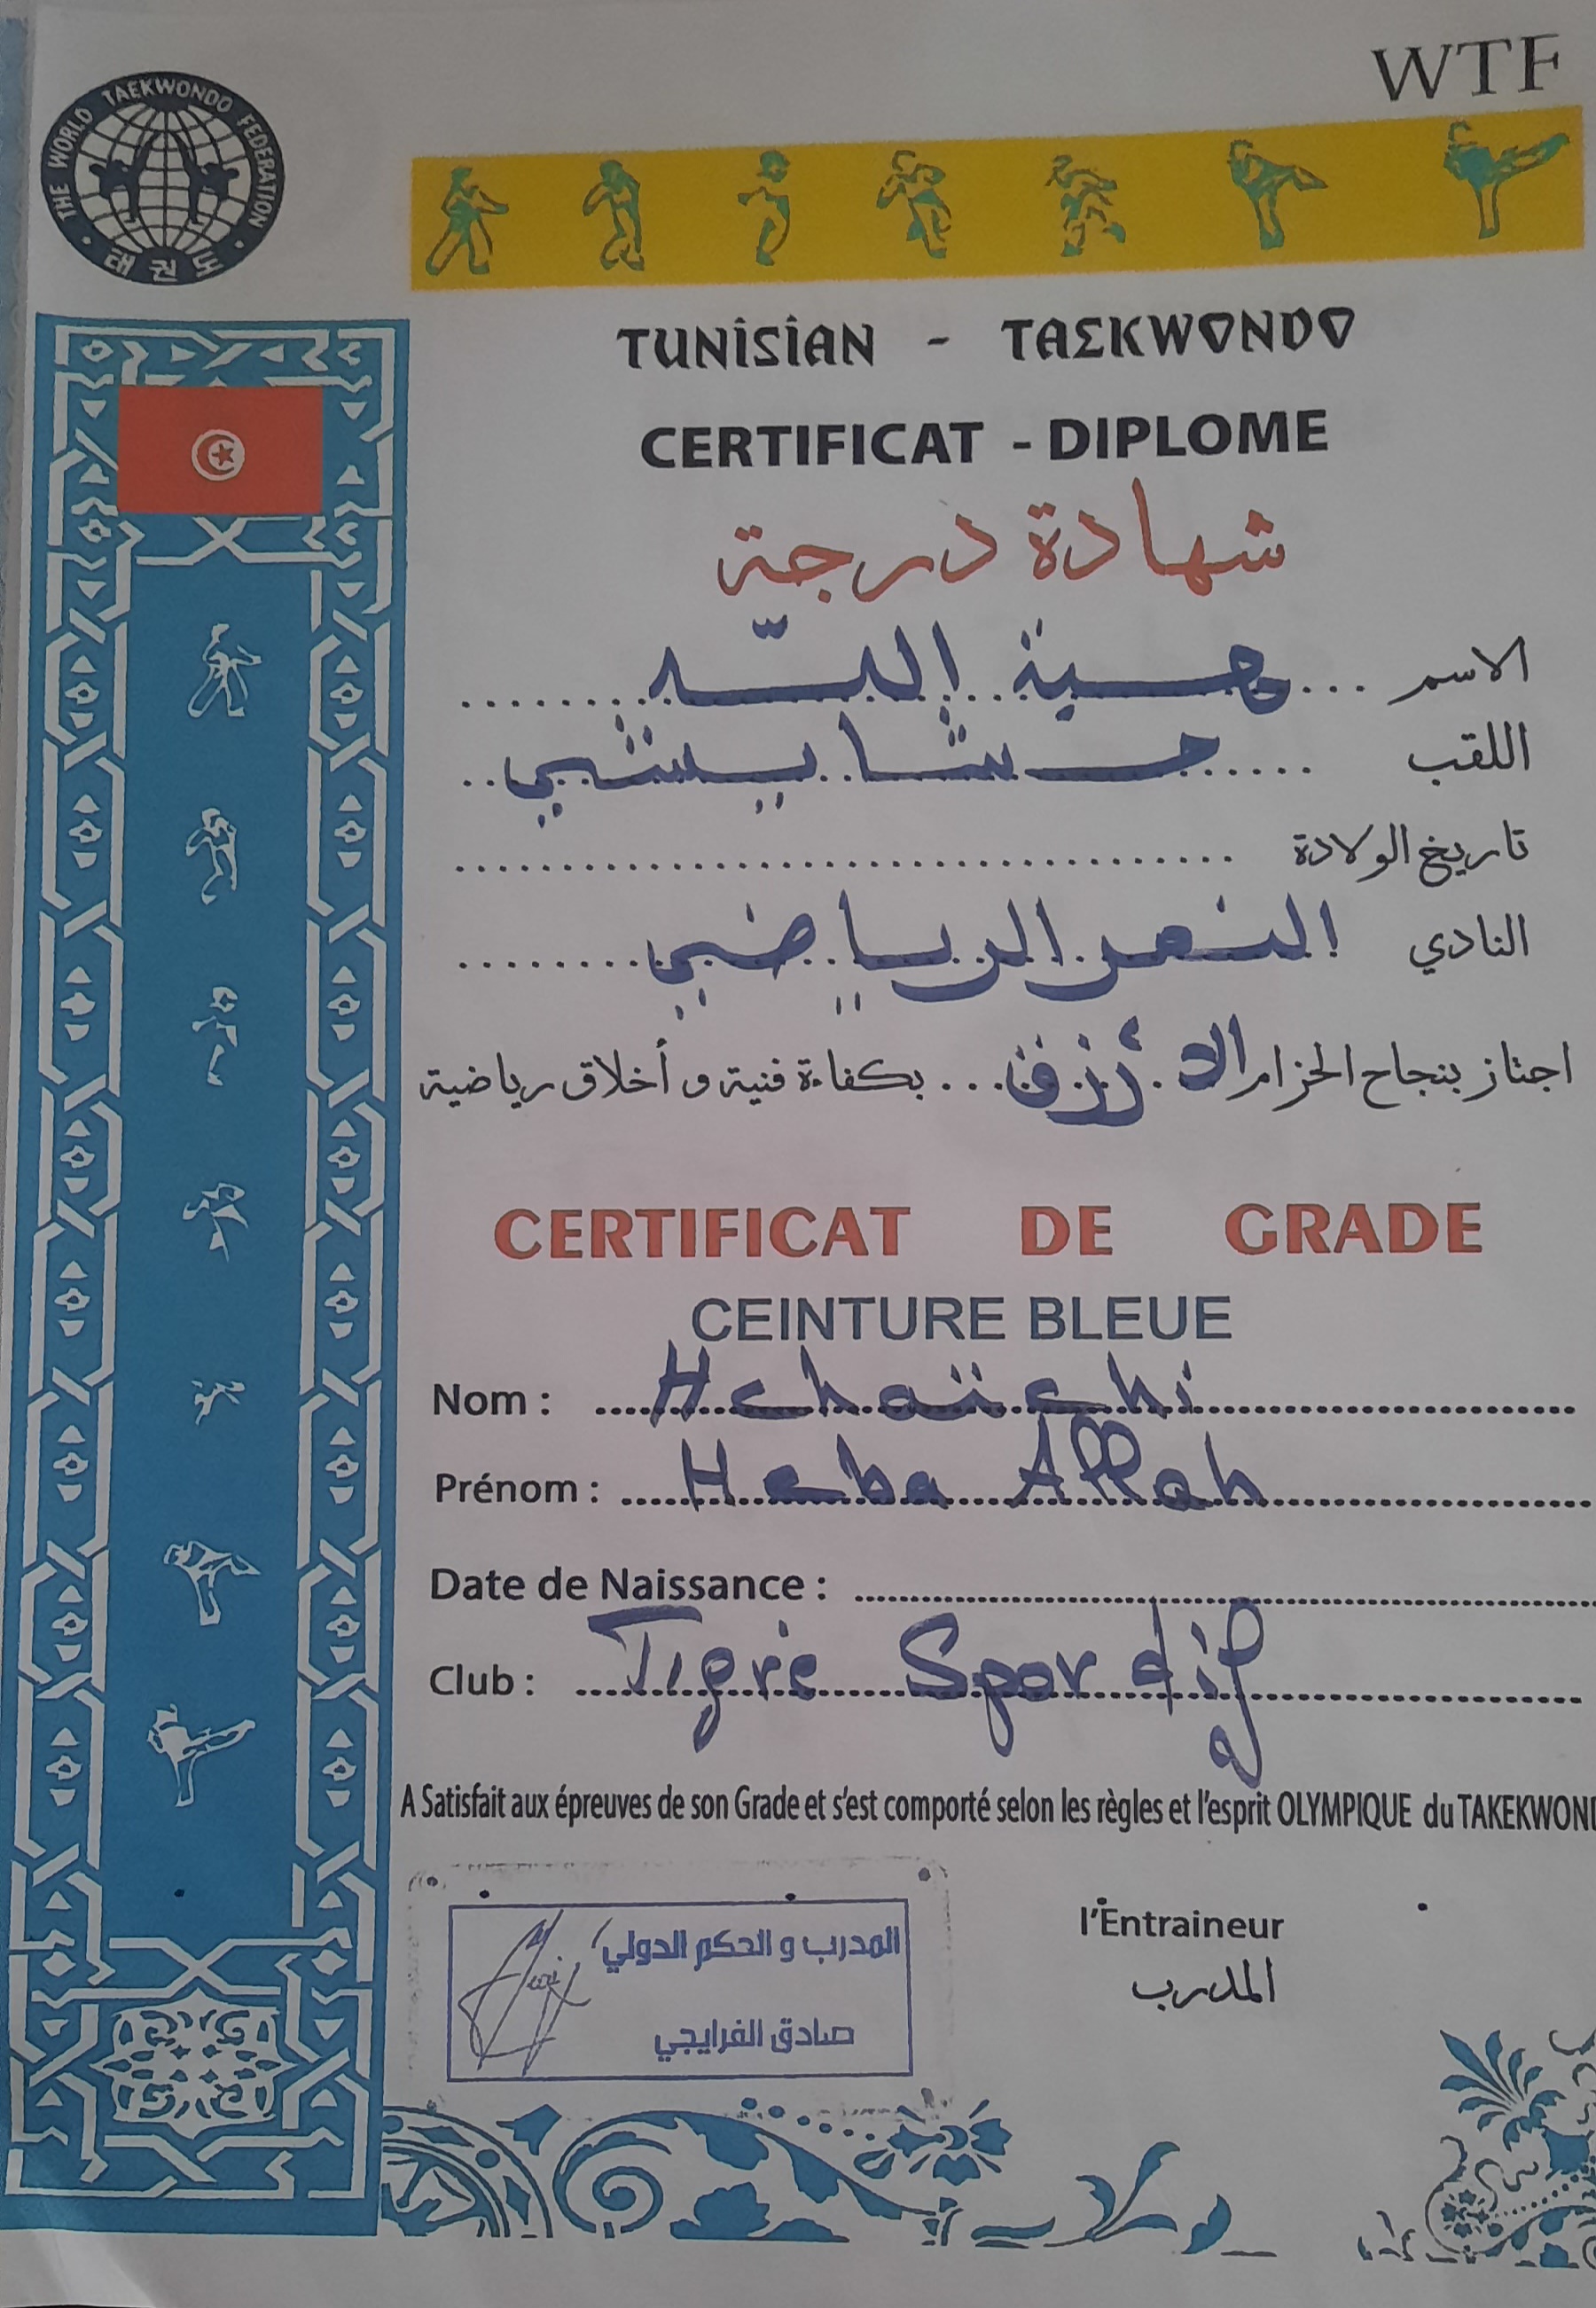 WTF
THE WORLD TAEKWONDO FEDERATION
태권도
TUNISIAN - TAEKWONDO
CERTIFICAT - DIPLOME
شهادة درجة
الاسم هبة اللّه
اللقب حشايشي
تاريخ الولادة
النادي النمر الرياضي
اجتاز بنجاح الحزام الأزرق بكفاءة فنية و أخلاق رياضية
CERTIFICAT DE GRADE
CEINTURE BLEUE
Nom : Hchaïchi
Prénom : Heba Allah
Date de Naissance :
Club : Tigre Spordif
A Satisfait aux épreuves de son Grade et s'est comporté selon les règles et l'esprit OLYMPIQUE du TAKEKWOND
l'Entraineur
المدرب
المدرب و الحكم الدولي
صادق الفرايجي